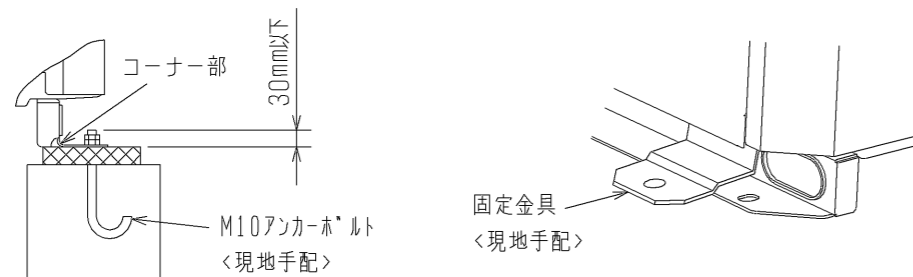 コーナー部
30mm以下
M10アンカーボルト
<現地手配>
固定金具
<現地手配>